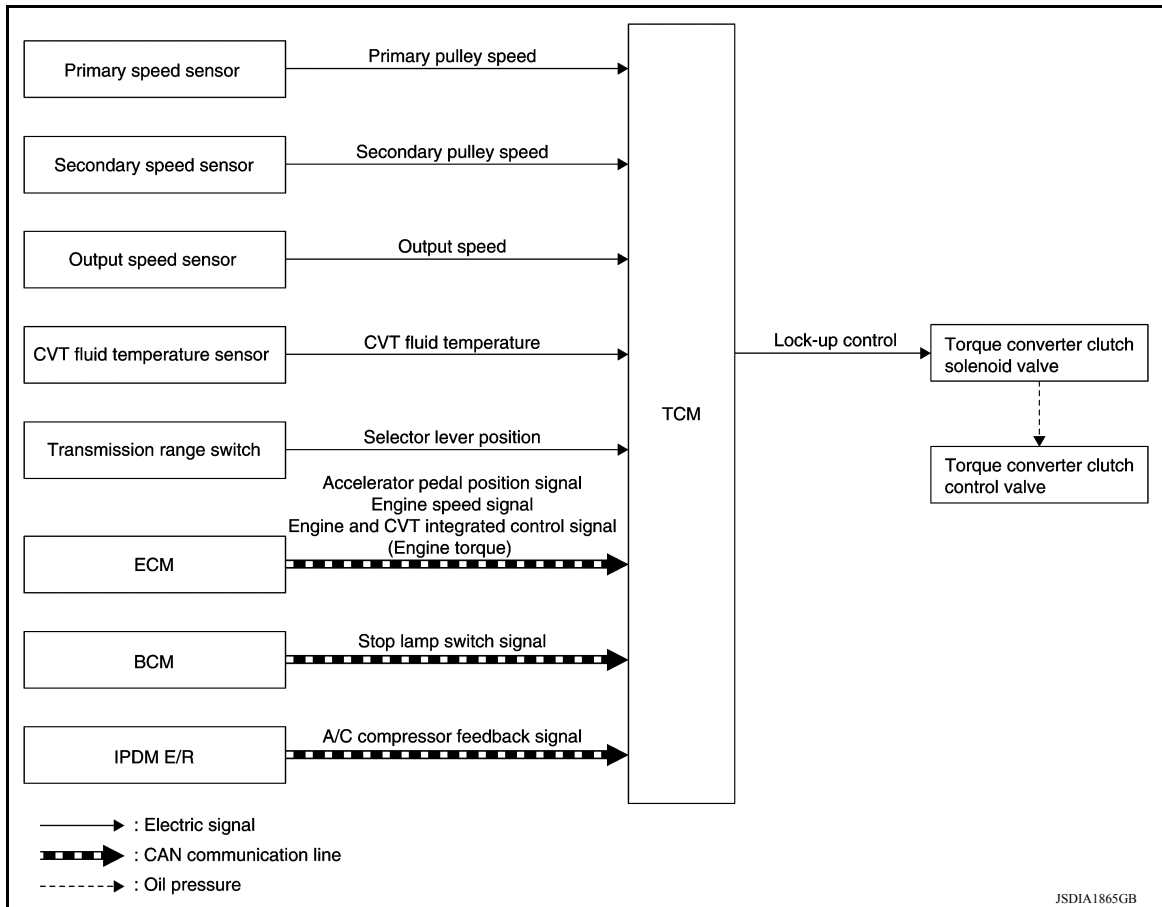 Primary speed sensor
Primary pulley speed
Secondary speed sensor
Secondary pulley speed
Output speed sensor
Output speed
CVT fluid temperature sensor
CVT fluid temperature
Transmission range switch
Selector lever position
ECM
Accelerator pedal position signal
Engine speed signal
Engine and CVT integrated control signal
(Engine torque)
BCM
Stop lamp switch signal
IPDM E/R
A/C compressor feedback signal
TCM
Lock-up control
Torque converter clutch
solenoid valve
Torque converter clutch
control valve
: Electric signal
: CAN communication line
: Oil pressure
JSDIA1865GB